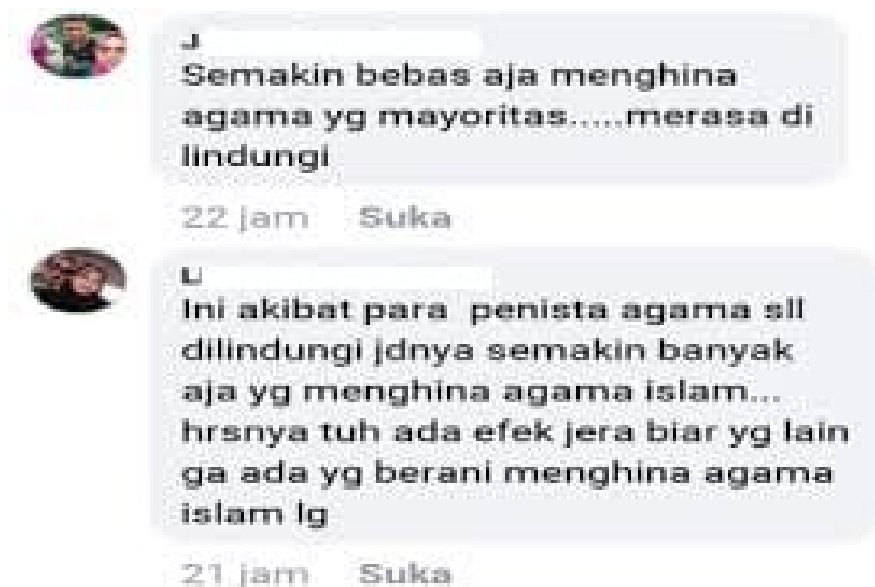 J
Semakin bebas aja menghina
agama yg mayoritas.....merasa di
lindungi
22 jam Suka
Ini akibat para penista agama sll
dilindungi jdnya semakin banyak
aja yg menghina agama islam...
hrsnya tuh ada efek jera biar yg lain
ga ada yg berani menghina agama
islam lg
21 jam Suka